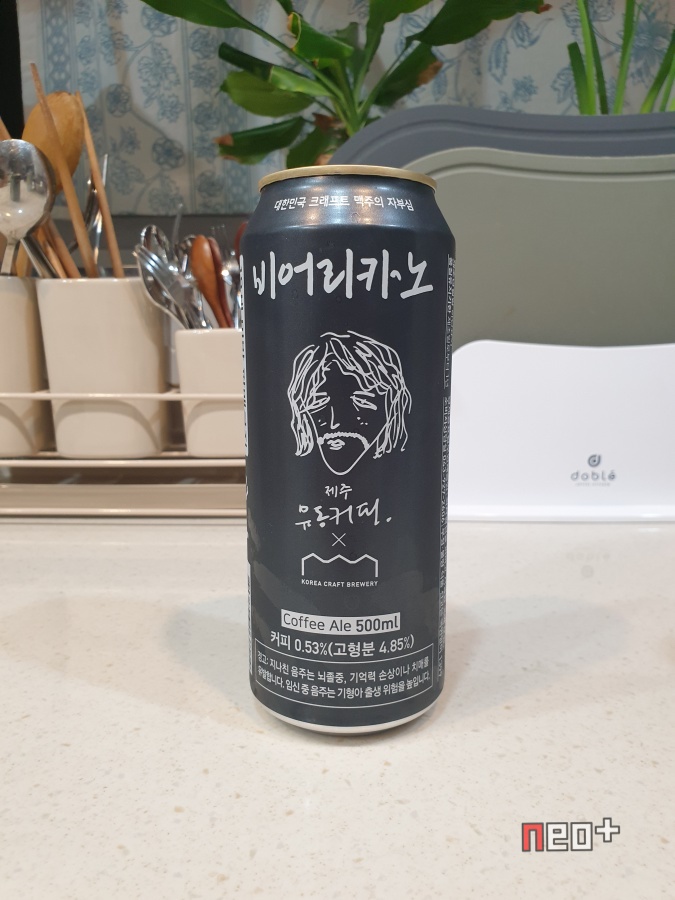 대한민국 크래프트 맥주의 자부심
비어리카노
제주
유동커피.
×
KOREA CRAFT BREWERY
Coffee Ale 500ml
커피 0.53%(고형분 4.85%)
경고: 지나친 음주는 뇌졸중, 기억력 손상이나 치매를
유발합니다. 임신 중 음주는 기형아 출생 위험을 높입니다.
doble
neo+